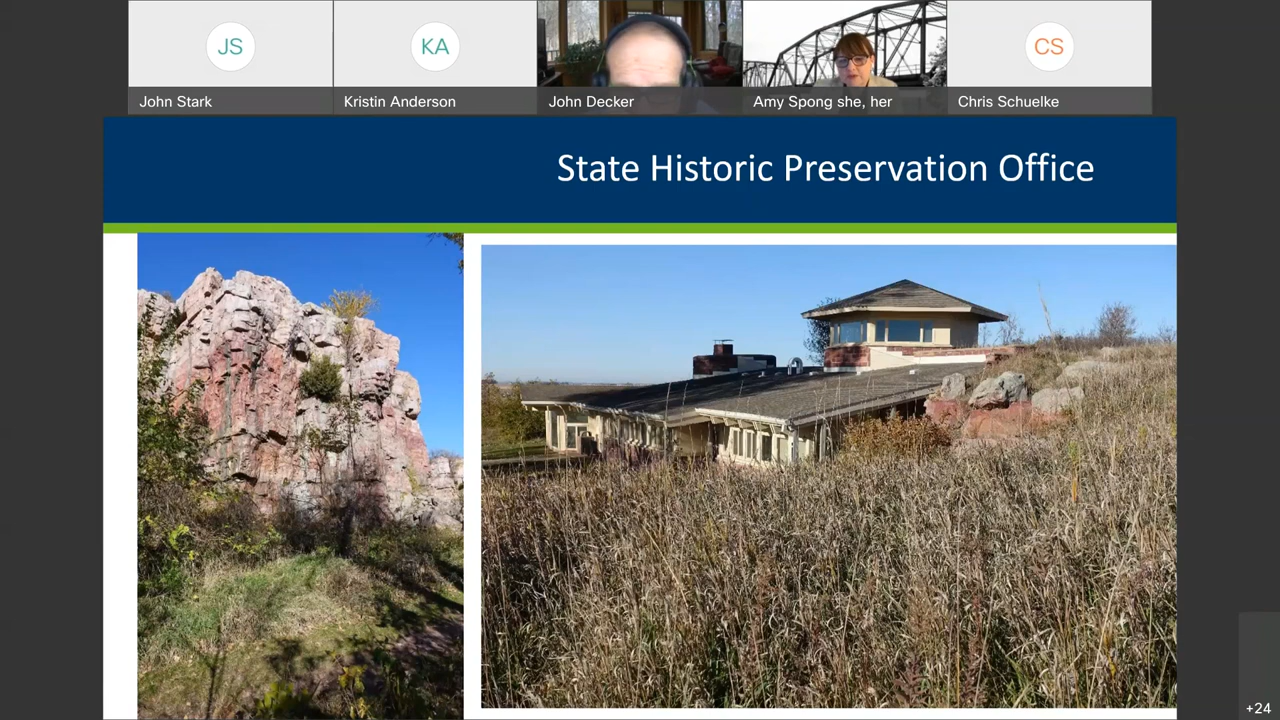 JS
KA
CS
John Stark
Kristin Anderson
John Decker
Amy Spong she, her
Chris Schuelke
State Historic Preservation Office
+24